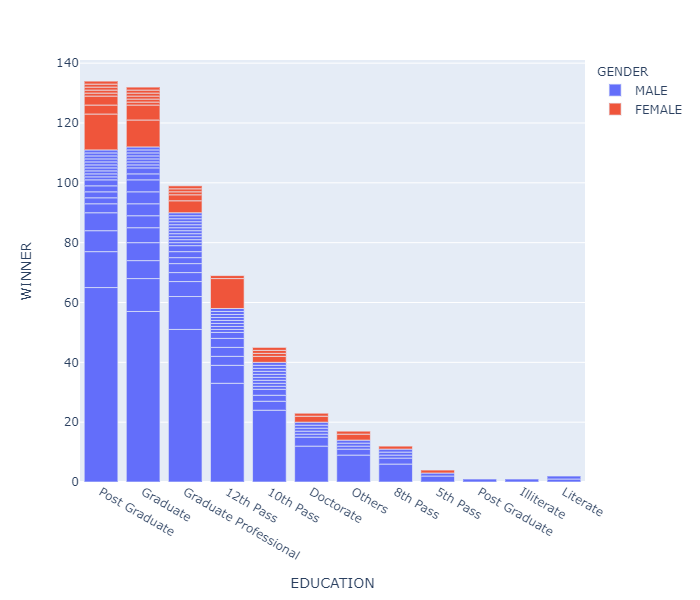 140
120
100
80
60
40
20
0
WINNER
Post Graduate
Graduate
Graduate Professional
12th Pass
10th Pass
Doctorate
Others
8th Pass
5th Pass
Post Graduate
Illiterate
Literate
EDUCATION
GENDER
MALE
FEMALE